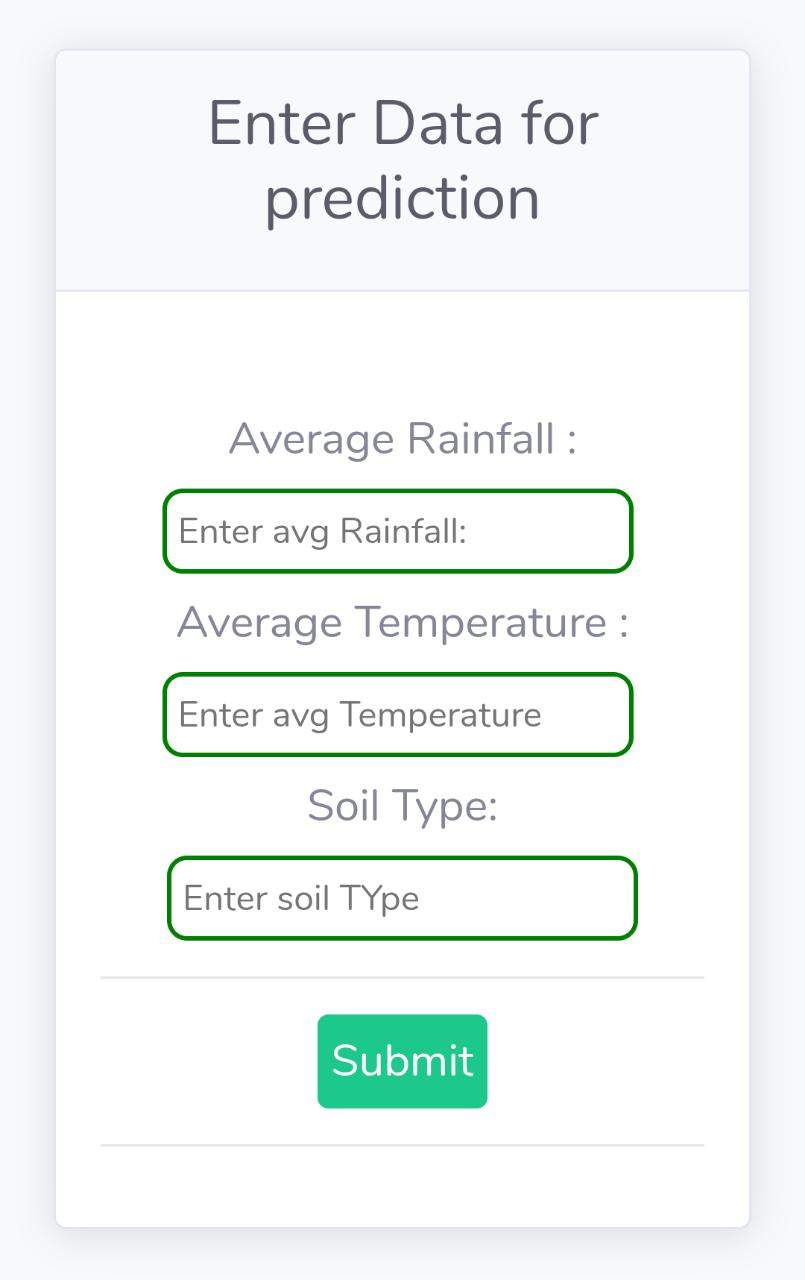 Enter Data for
prediction
Average Rainfall :
Enter avg Rainfall:
Average Temperature :
Enter avg Temperature
Soil Type:
Enter soil TYpe
Submit